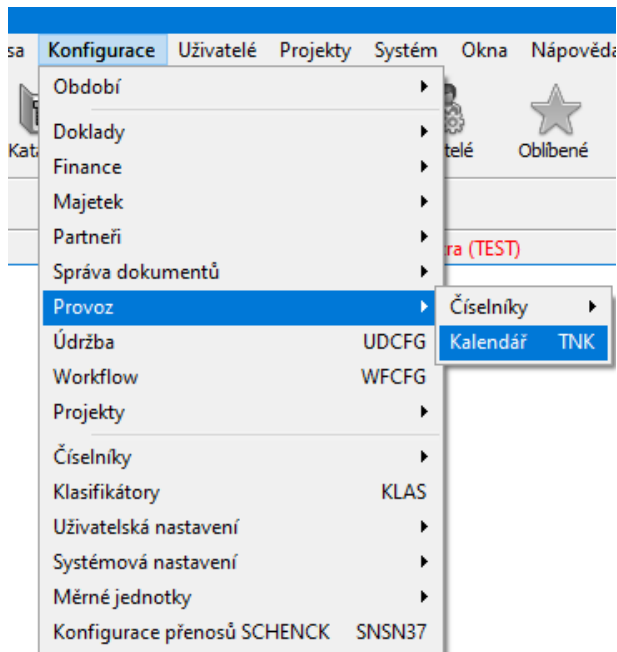 sa Konfigurace Uživatelé Projekty Systém Okna Nápověda
Kata telé Oblíbené
ra (TEST)
Období
Doklady
Finance
Majetek
Partneři
Správa dokumentů
Provoz
Číselníky
Kalendář TNK
Údržba UDCFG
Workflow WFCFG
Projekty
Číselníky
Klasifikátory KLAS
Uživatelská nastavení
Systémová nastavení
Měrné jednotky
Konfigurace přenosů SCHENCK SNSN37